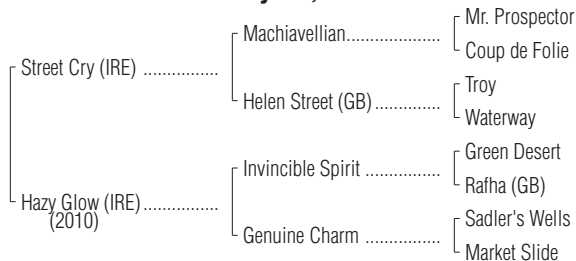 Mr. Prospector
Machiavellian..................
Coup de Folie
Street Cry (IRE) ...............
Troy
Helen Street (GB)..............
Waterway
Green Desert
Invincible Spirit ................
Rafha (GB)
Hazy Glow (IRE)...............
(2010)
Sadler's Wells
Genuine Charm ................
Market Slide